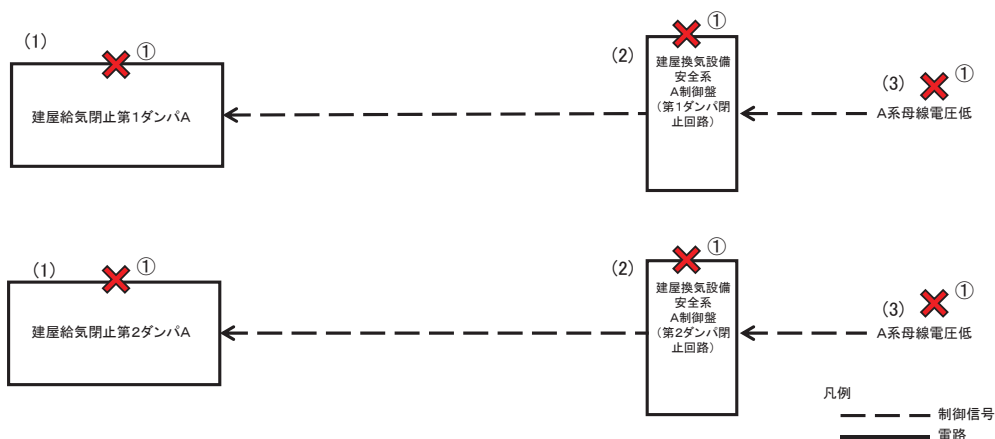 (1)
①
建屋給気閉止第1ダンパA
(2)
①
建屋換気設備
安全系
A制御盤
(第1ダンパ閉
止回路)
(3)
①
A系母線電圧低
(1)
①
建屋給気閉止第2ダンパA
(2)
①
建屋換気設備
安全系
A制御盤
(第2ダンパ閉
止回路)
(3)
①
A系母線電圧低
凡例
制御信号
電路